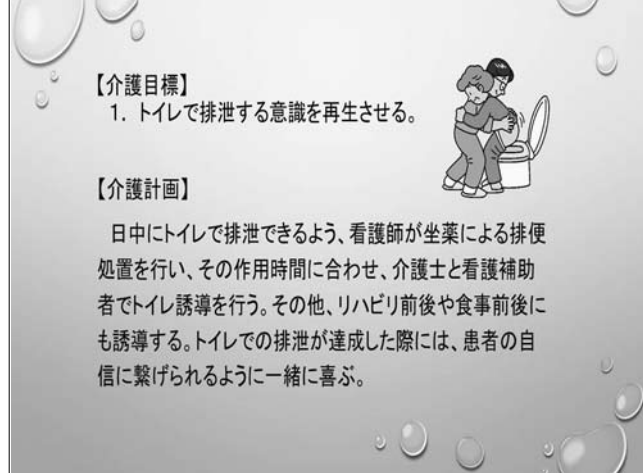 【介護目標】
1. トイレで排泄する意識を再生させる。
【介護計画】
日中にトイレで排泄できるよう、看護師が坐薬による排便
処置を行い、その作用時間に合わせ、介護士と看護補助
者でトイレ誘導を行う。その他、リハビリ前後や食事前後に
も誘導する。トイレでの排泄が達成した際には、患者の自
信に繋げられるように一緒に喜ぶ。